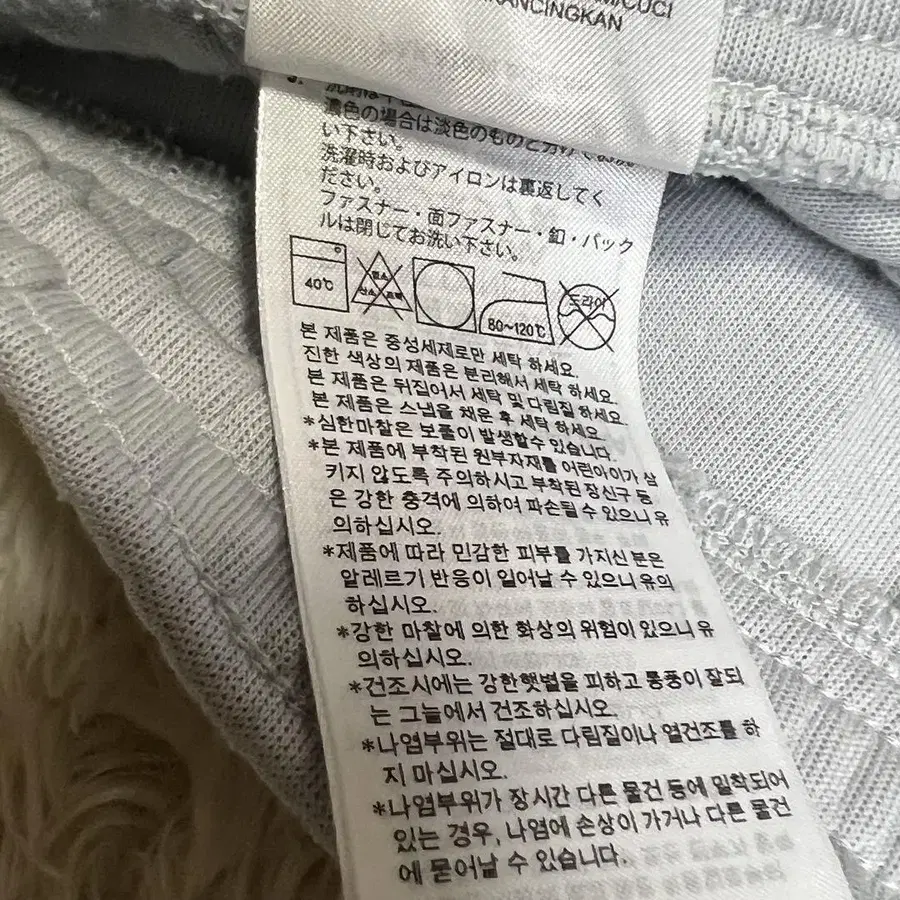 CUCI
RANCINGKAN
濃色の場合は淡色のものと分けて
い下さい。
洗濯時およびアイロンは裏返してく
ださい。
ファスナー・面ファスナー・釦・バック
ルは閉じてお洗い下さい。
40℃ 염소 산소 표백 80~120℃ 드라이
본 제품은 중성세제로만 세탁 하세요.
진한 색상의 제품은 분리해서 세탁 하세요
본 제품은 뒤집어서 세탁 및 다림질 하세요
본 제품은 스냅을 채운 후 세탁 하세요
*심한마찰은 보풀이 발생할수 있습니다.
*본 제품에 부착된 원부자재를 어린아이가 삼
키지 않도록 주의하시고 부착된 장신구 등
은 강한 충격에 의하여 파손될수 있으니 유
의하십시오.
*제품에 따라 민감한 피부를 가지신 분은
알레르기 반응이 일어날 수 있으니 유의
하십시오.
*강한 마찰에 의한 화상의 위험이 있으니 유
의하십시오.
*건조시에는 강한햇볕을 피하고 통풍이 잘되
는 그늘에서 건조하십시오.
*나염부위는 절대로 다림질이나 열건조를 하
지 마십시오.
*나염부위가 장시간 다른 물건 등에 밀착되어
있는 경우, 나염에 손상이 가거나 다른 물건
에 묻어날 수 있습니다.